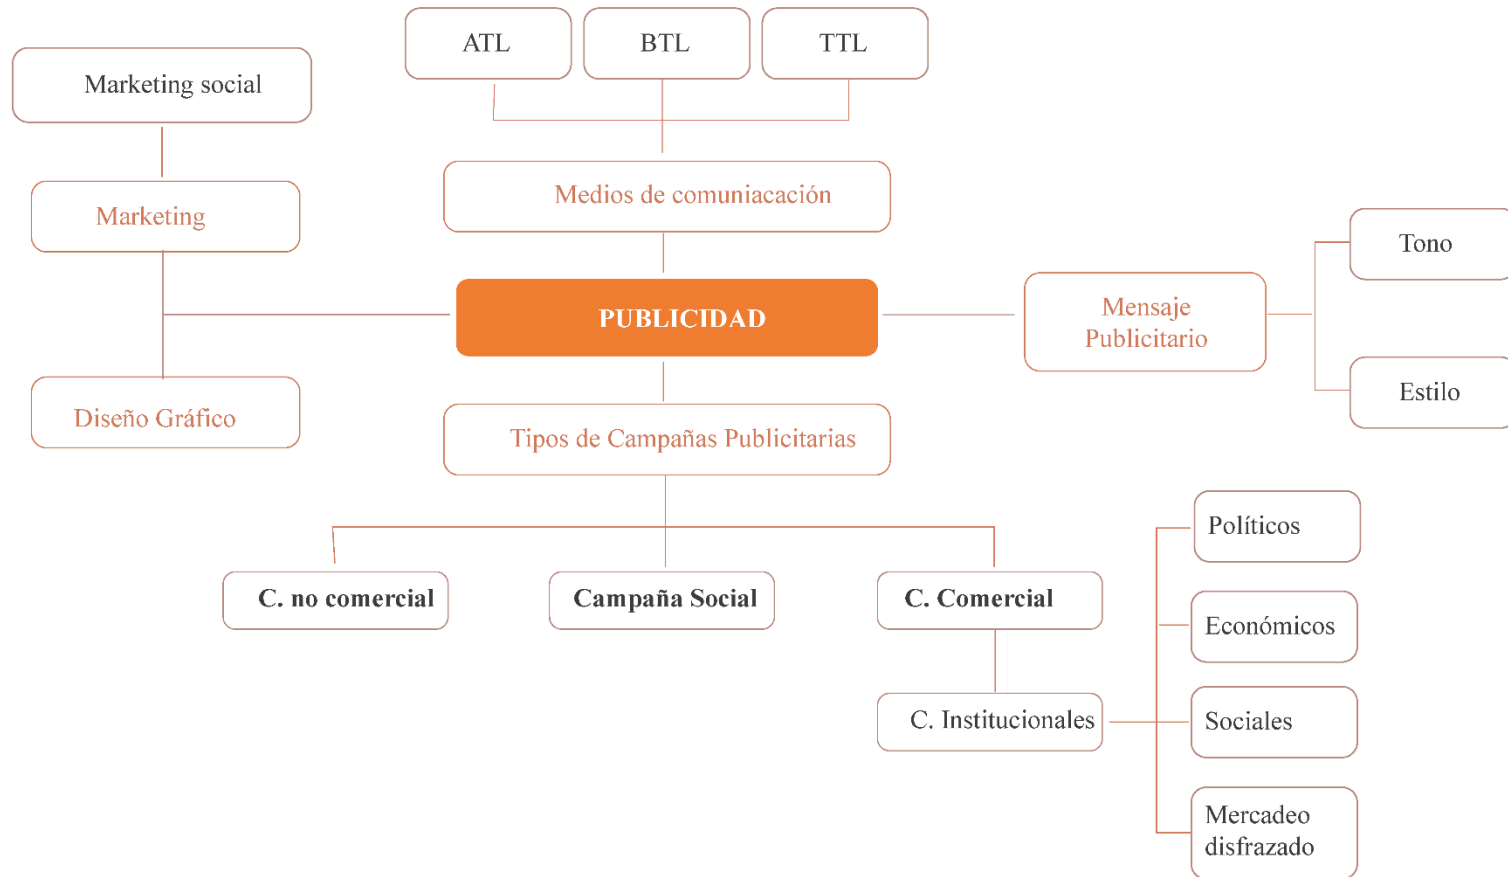 ATL
BTL
TTL
Marketing social
Medios de comuniacación
Marketing
Tono
PUBLICIDAD
Mensaje
Publicitario
Estilo
Diseño Gráfico
Tipos de Campañas Publicitarias
Políticos
C. no comercial
Campaña Social
C. Comercial
Económicos
C. Institucionales
Sociales
Mercadeo
disfrazado